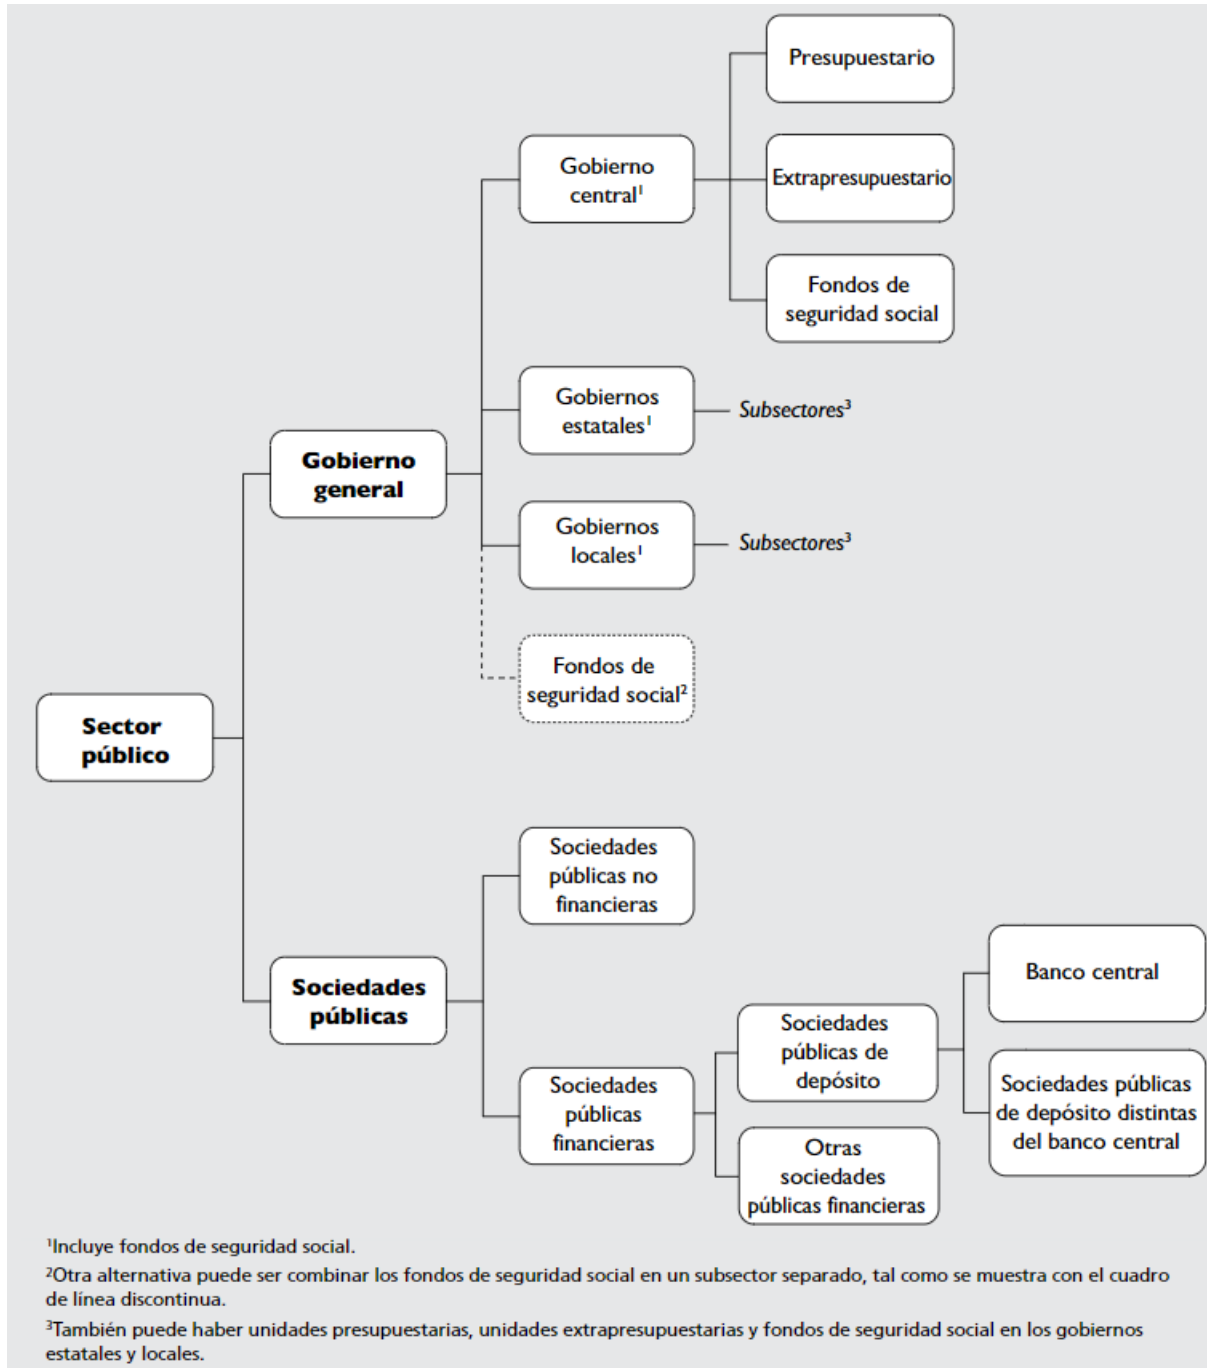 Presupuestario
Gobierno
central¹
Extrapresupuestario
Fondos de
seguridad social
Gobiernos
estatales¹
Subsectores³
Gobierno
general
Gobiernos
locales¹
Subsectores³
Fondos de
seguridad social²
Sector
público
Sociedades
públicas no
financieras
Sociedades
públicas
Banco central
Sociedades
públicas de
depósito
Sociedades
públicas
financieras
Sociedades públicas
de depósito distintas
del banco central
Otras
sociedades
públicas financieras
¹Incluye fondos de seguridad social.
²Otra alternativa puede ser combinar los fondos de seguridad social en un subsector separado, tal como se muestra con el cuadro
de línea discontinua.
³También puede haber unidades presupuestarias, unidades extrapresupuestarias y fondos de seguridad social en los gobiernos
estatales y locales.